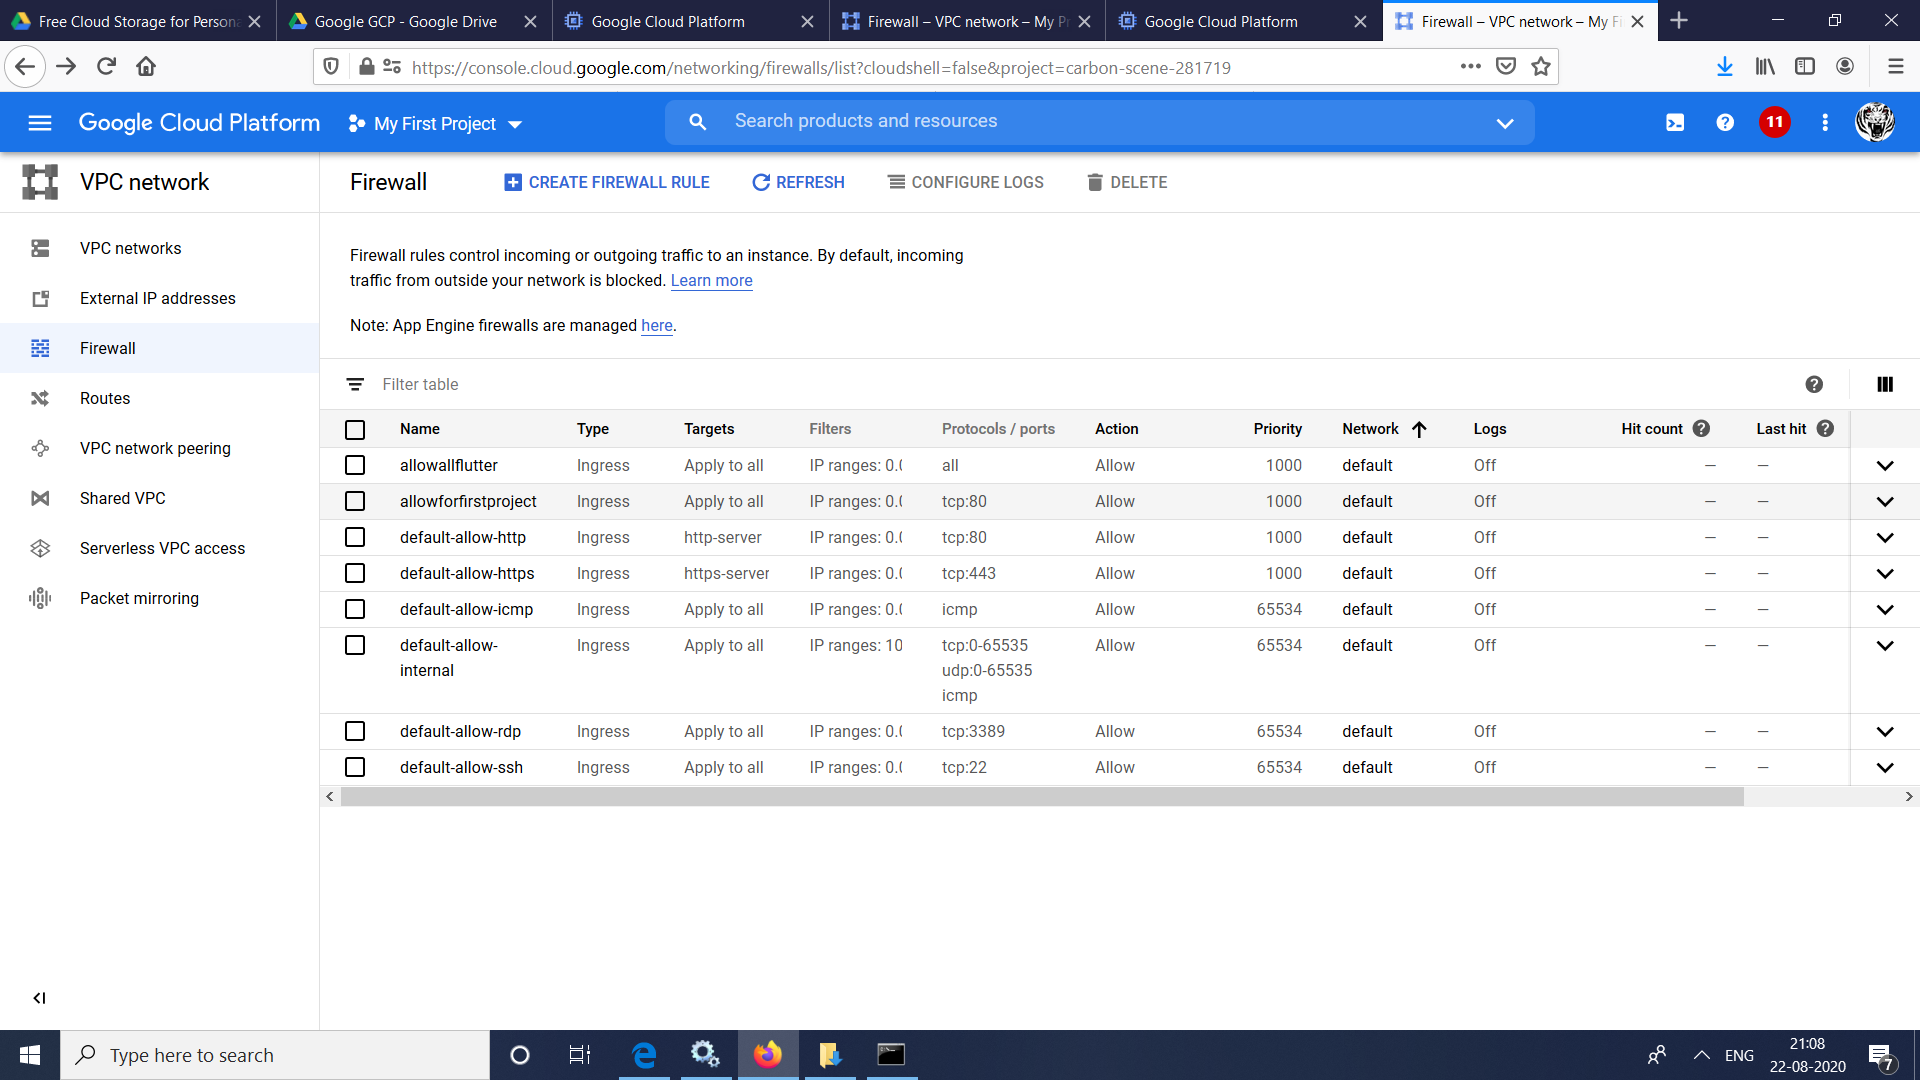 Free Cloud Storage for Persona
Google GCP - Google Drive
Google Cloud Platform
Firewall – VPC network – My Pr
Google Cloud Platform
Firewall – VPC network – My Fi
https://console.cloud.google.com/networking/firewalls/list?cloudshell=false&project=carbon-scene-281719
Google Cloud Platform
My First Project
Search products and resources
11
VPC network
Firewall
CREATE FIREWALL RULE
REFRESH
CONFIGURE LOGS
DELETE
VPC networks
External IP addresses
Firewall
Routes
VPC network peering
Shared VPC
Serverless VPC access
Packet mirroring
Firewall rules control incoming or outgoing traffic to an instance. By default, incoming
traffic from outside your network is blocked. Learn more
Note: App Engine firewalls are managed here.
Filter table
Name Type Targets Filters Protocols / ports Action Priority Network Logs Hit count Last hit
allowallflutter Ingress Apply to all IP ranges: 0.0 all Allow 1000 default Off — —
allowforfirstproject Ingress Apply to all IP ranges: 0.0 tcp:80 Allow 1000 default Off — —
default-allow-http Ingress http-server IP ranges: 0.0 tcp:80 Allow 1000 default Off — —
default-allow-https Ingress https-server IP ranges: 0.0 tcp:443 Allow 1000 default Off — —
default-allow-icmp Ingress Apply to all IP ranges: 0.0 icmp Allow 65534 default Off — —
default-allow- Ingress Apply to all IP ranges: 10 tcp:0-65535 Allow 65534 default Off — —
internal udp:0-65535
icmp
default-allow-rdp Ingress Apply to all IP ranges: 0.0 tcp:3389 Allow 65534 default Off — —
default-allow-ssh Ingress Apply to all IP ranges: 0.0 tcp:22 Allow 65534 default Off — —
Type here to search
ENG
21:08
22-08-2020
7